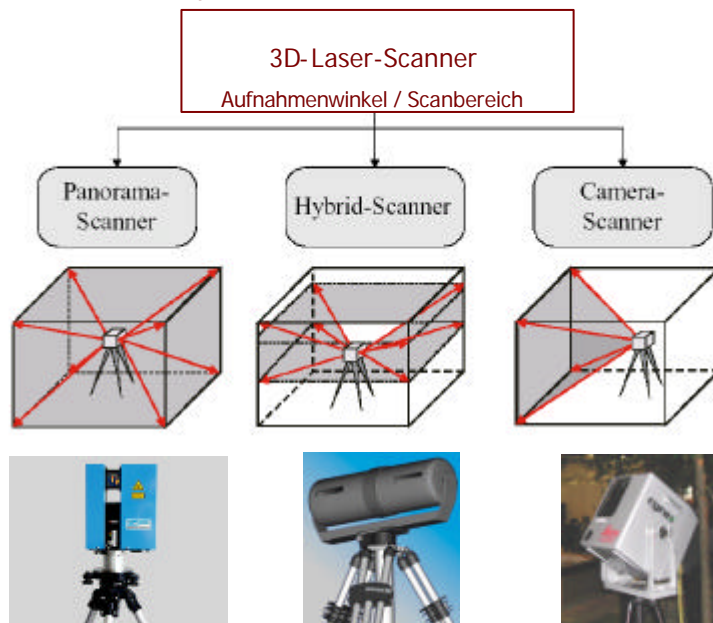 3D-Laser-Scanner
Aufnahmenwinkel / Scanbereich
Panorama-
Scanner
Hybrid-Scanner
Camera-
Scanner